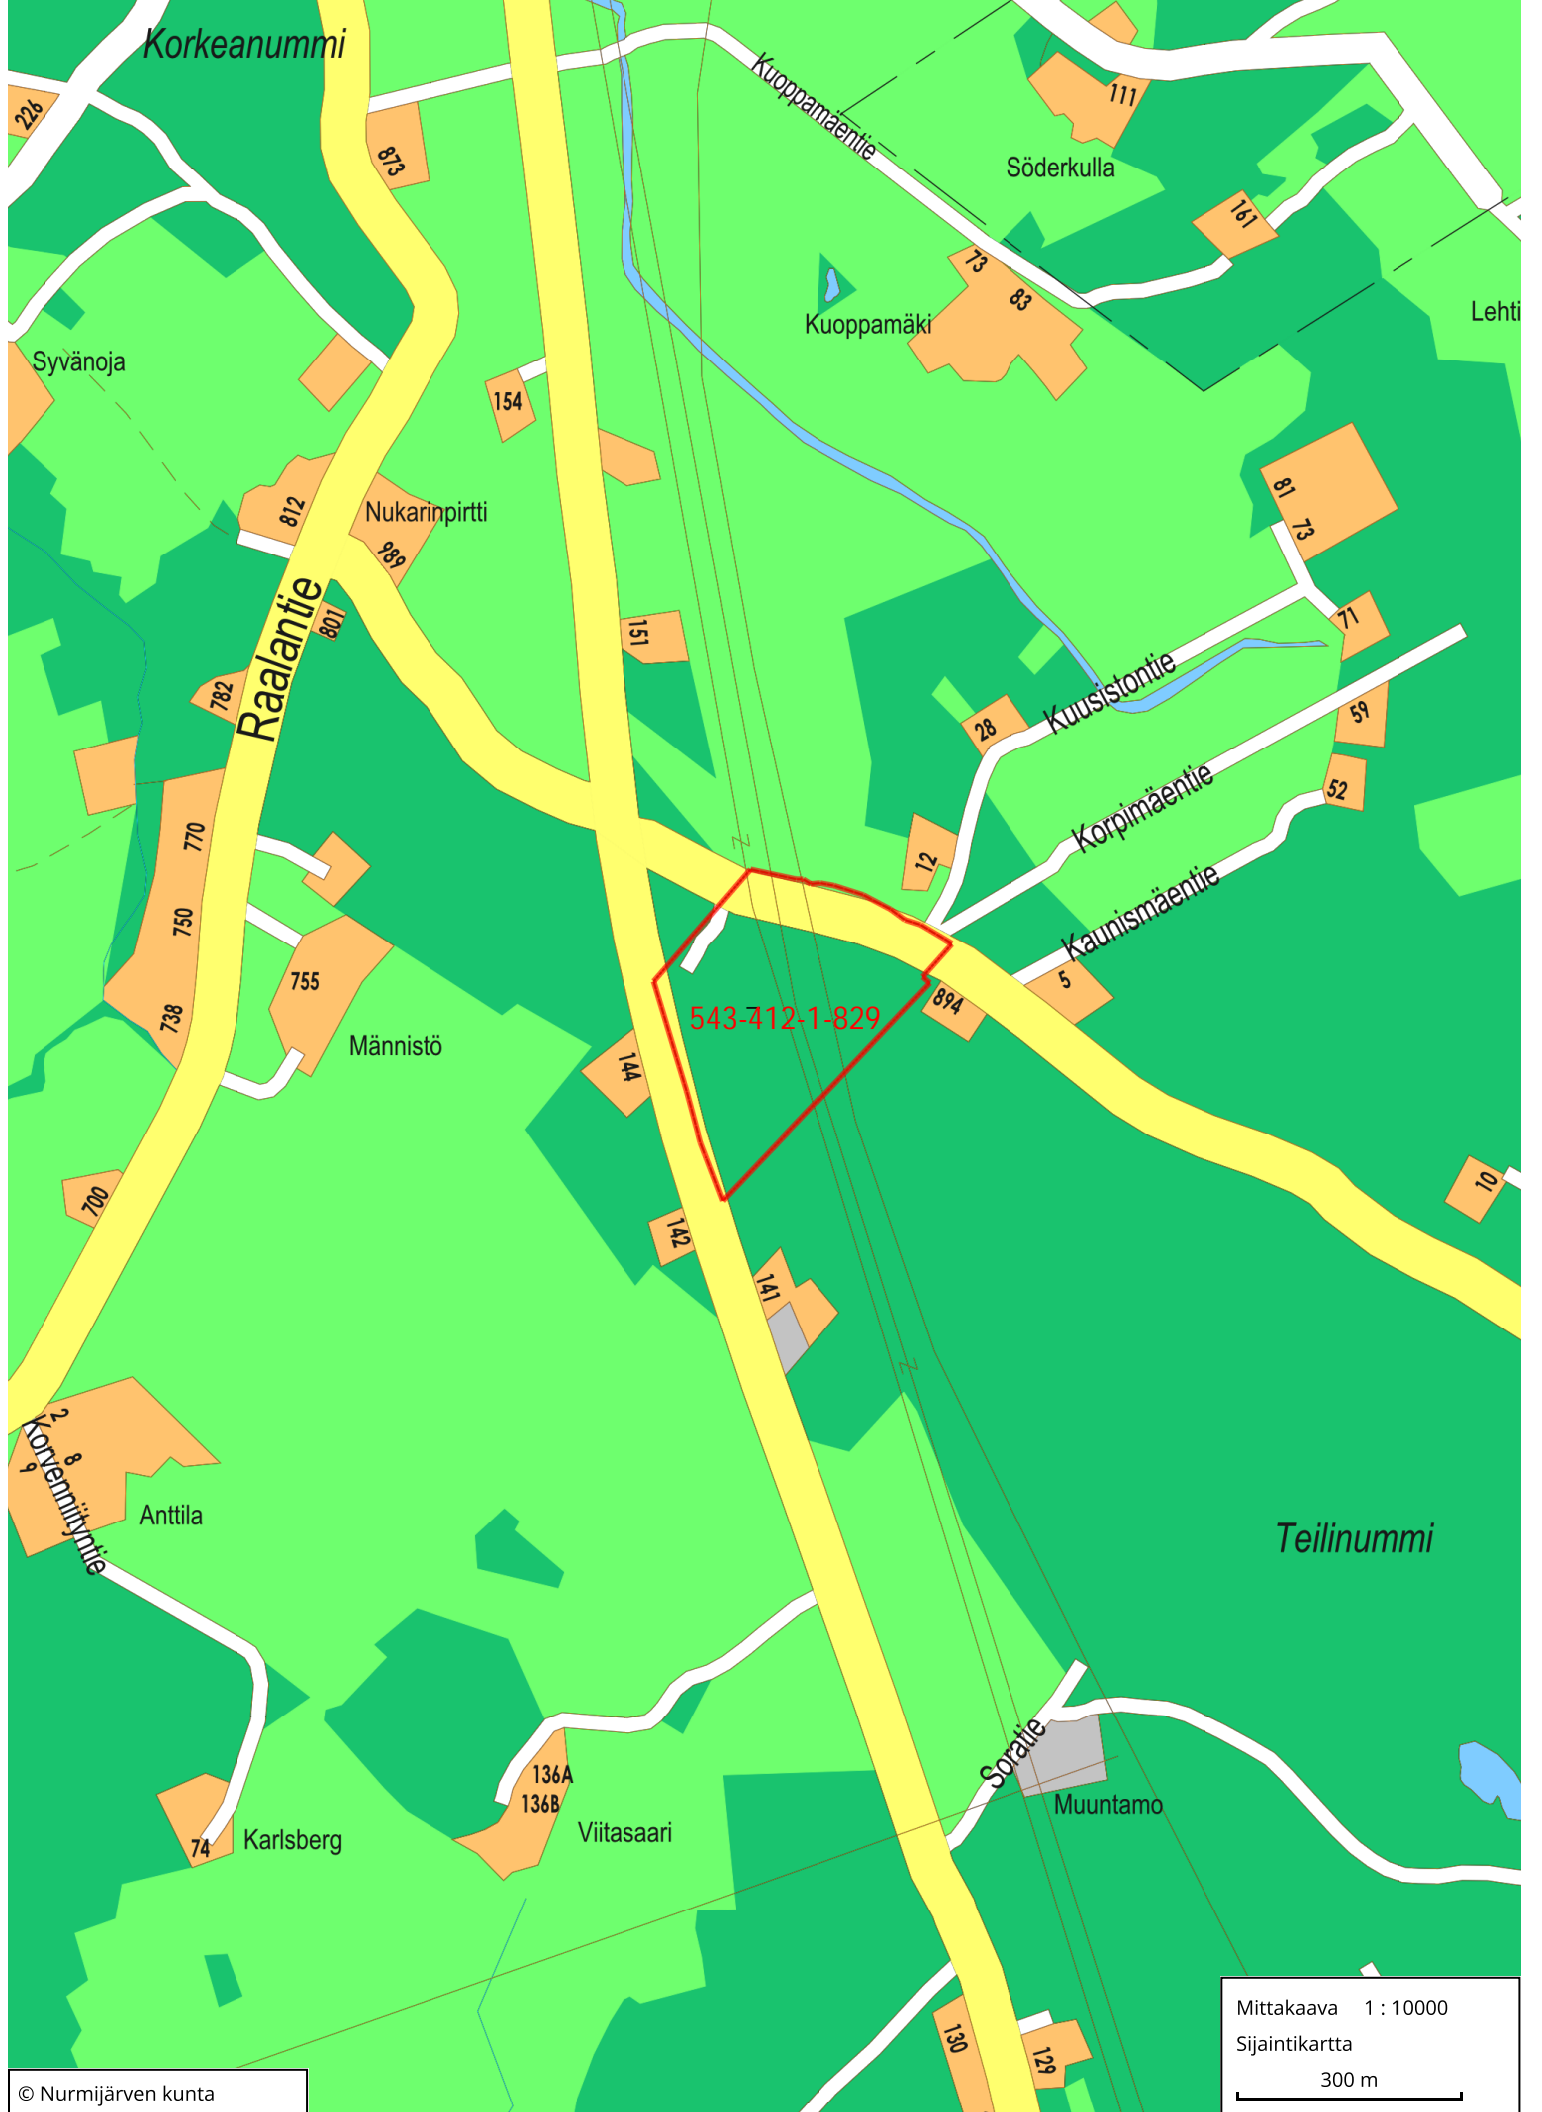 Korkeanummi
226
873
Kuoppamäentie
111
Söderkulla
161
73
83
Kuoppamäki
Lehti
Syvänoja
154
812
Nukarinpirtti
989
81
73
801
151
71
Raalantie
782
28
Kuusistontie
59
52
Korpimäentie
770
12
750
Kaunismäentie
755
5
738
894
543-412-1-829
Männistö
144
700
142
10
141
2
8
9
Korvenniityntie
Anttila
Teilinummi
136A
136B
Soratie
Muuntamo
74
Karlsberg
Viitasaari
130
129
Mittakaava 1 : 10000
Sijaintikartta
300 m
© Nurmijärven kunta